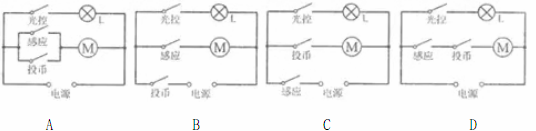 光控 L 光控 L 光控 L 光控 L
感应 M 感应 M 投币 M 感应 投币 M
投币
电源 投币 电源 感应 电源 电源
A B C D